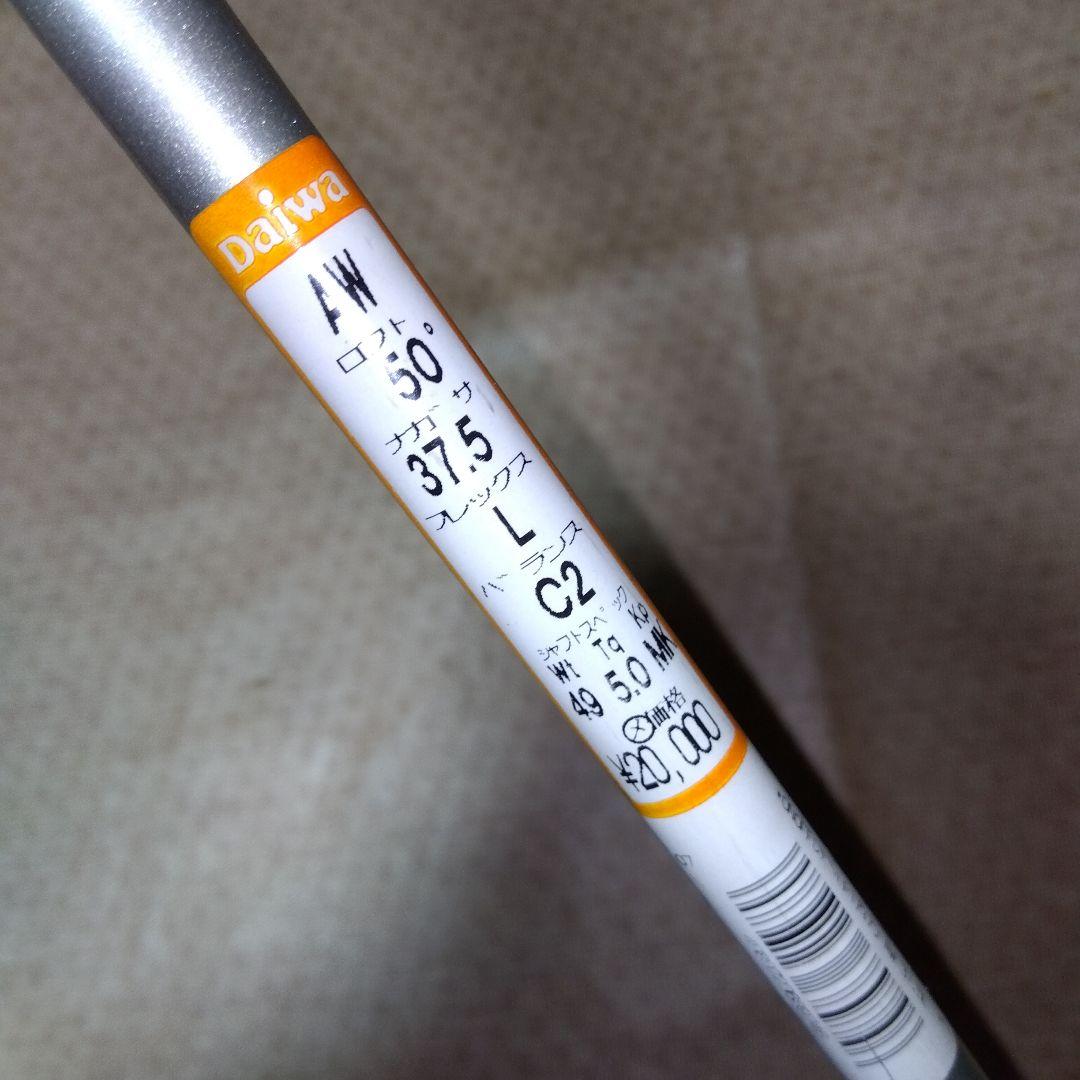 Daiwa
AW
ロフト
50°
ナガサ
37.5
フレックス
L
バランス
C2
シャフトスペック
Wt Tq Kp
49 5.0 MK
価格
¥20,000